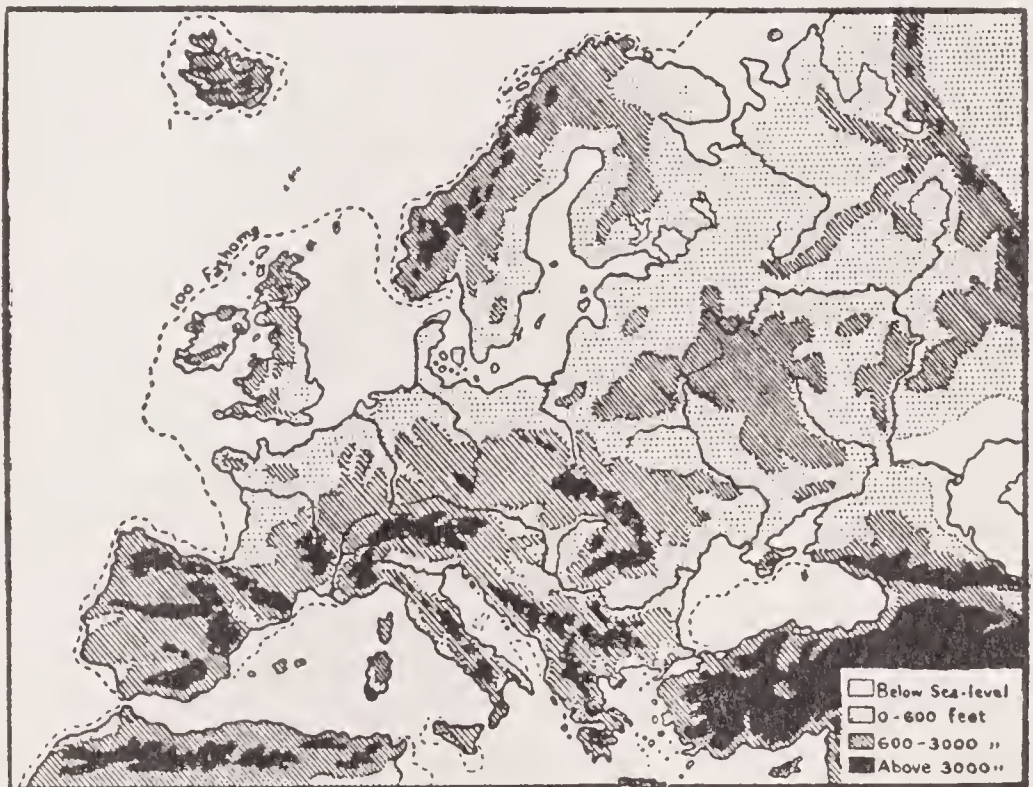 100 Fathoms
Below Sea-level
0-600 feet
600-3000 "
Above 3000 "